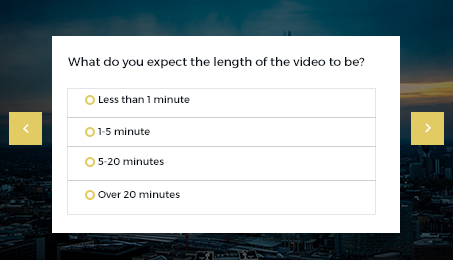 What do you expect the length of the video to be?
Less than 1 minute
1-5 minute
5-20 minutes
Over 20 minutes